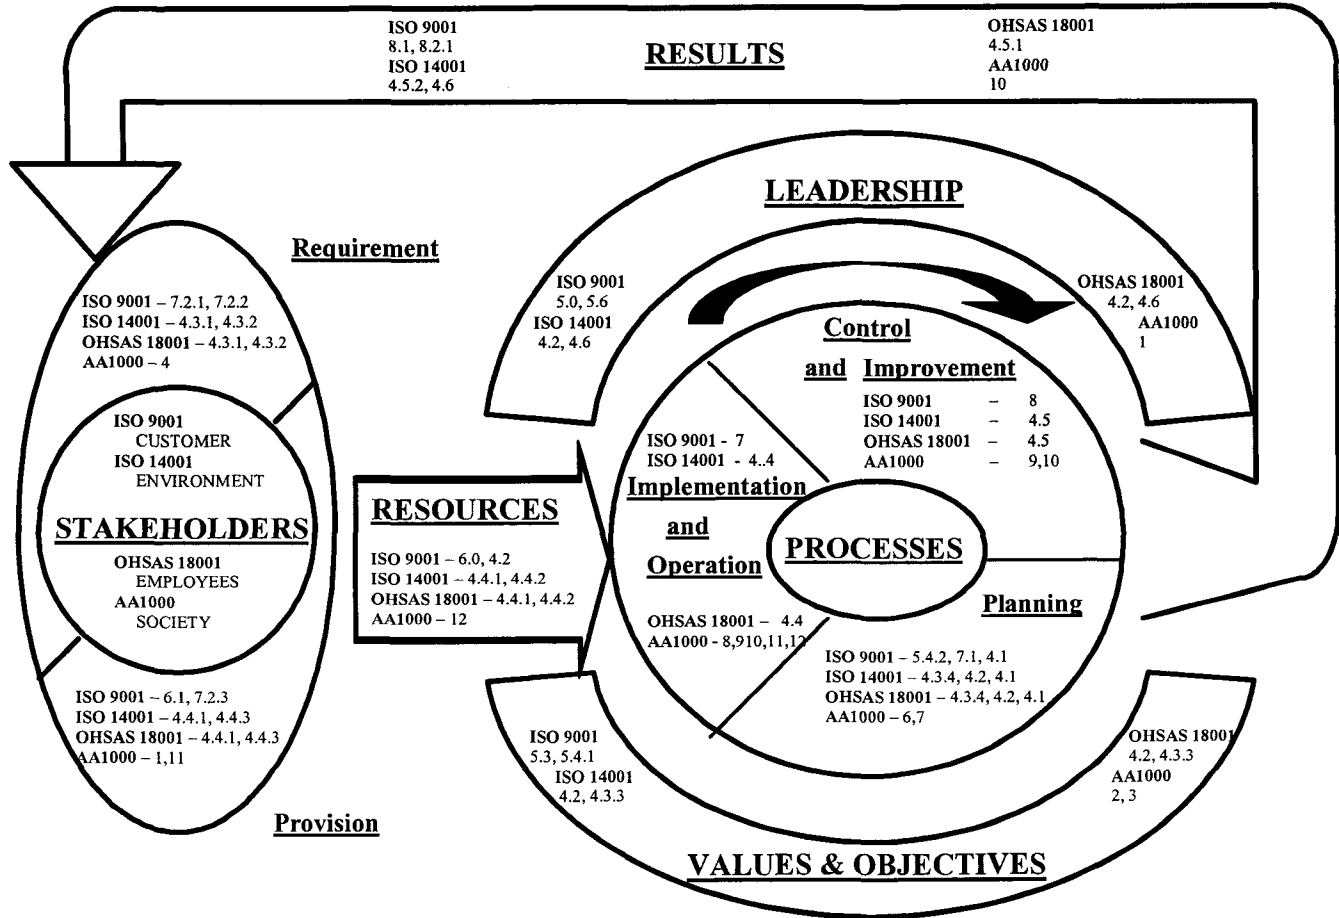 ISO 9001
8.1, 8.2.1
ISO 14001
4.5.2, 4.6
RESULTS
OHSAS 18001
4.5.1
AA1000
10
Requirement
ISO 9001 – 7.2.1, 7.2.2
ISO 14001 – 4.3.1, 4.3.2
OHSAS 18001 – 4.3.1, 4.3.2
AA1000 – 4
ISO 9001
CUSTOMER
ISO 14001
ENVIRONMENT
STAKEHOLDERS
OHSAS 18001
EMPLOYEES
AA1000
SOCIETY
ISO 9001 – 6.1, 7.2.3
ISO 14001 – 4.4.1, 4.4.3
OHSAS 18001 – 4.4.1, 4.4.3
AA1000 – 1,11
Provision
RESOURCES
ISO 9001 – 6.0, 4.2
ISO 14001 – 4.4.1, 4.4.2
OHSAS 18001 – 4.4.1, 4.4.2
AA1000 – 12
LEADERSHIP
ISO 9001
5.0, 5.6
ISO 14001
4.2, 4.6
OHSAS 18001
4.2, 4.6
AA1000
1
Control
and Improvement
ISO 9001 – 8
ISO 14001 – 4.5
OHSAS 18001 – 4.5
AA1000 – 9,10
ISO 9001 - 7
ISO 14001 - 4..4
Implementation
and
Operation
OHSAS 18001 – 4.4
AA1000 - 8,910,11,12
PROCESSES
Planning
ISO 9001 – 5.4.2, 7.1, 4.1
ISO 14001 – 4.3.4, 4.2, 4.1
OHSAS 18001 – 4.3.4, 4.2, 4.1
AA1000 – 6,7
ISO 9001
5.3, 5.4.1
ISO 14001
4.2, 4.3.3
OHSAS 18001
4.2, 4.3.3
AA1000
2, 3
VALUES & OBJECTIVES